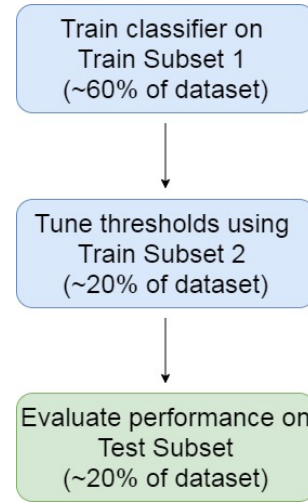 Train classifier on
Train Subset 1
(~60% of dataset)
Tune thresholds using
Train Subset 2
(~20% of dataset)
Evaluate performance on
Test Subset
(~20% of dataset)